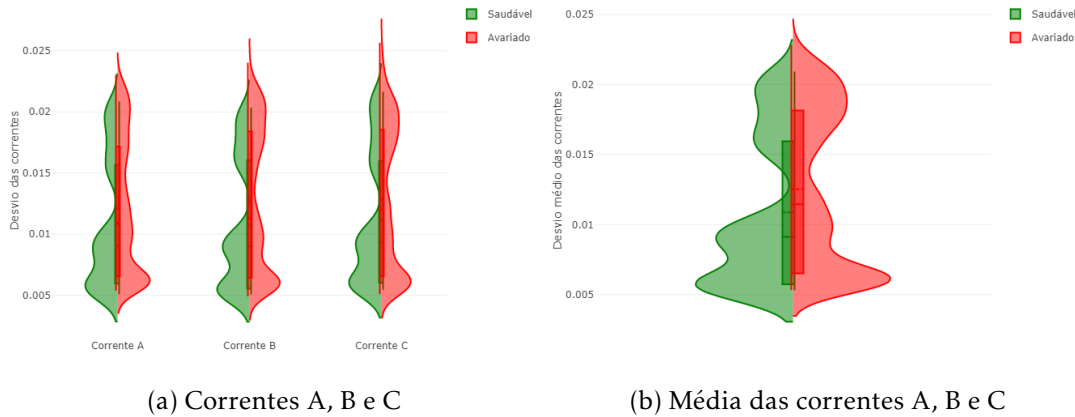 Desvio das correntes
0.025
0.02
0.015
0.01
0.005
Corrente A
Corrente B
Corrente C
Saudável
Avariado
(a) Correntes A, B e C
Desvio médio das correntes
0.025
0.02
0.015
0.01
0.005
Saudável
Avariado
(b) Média das correntes A, B e C